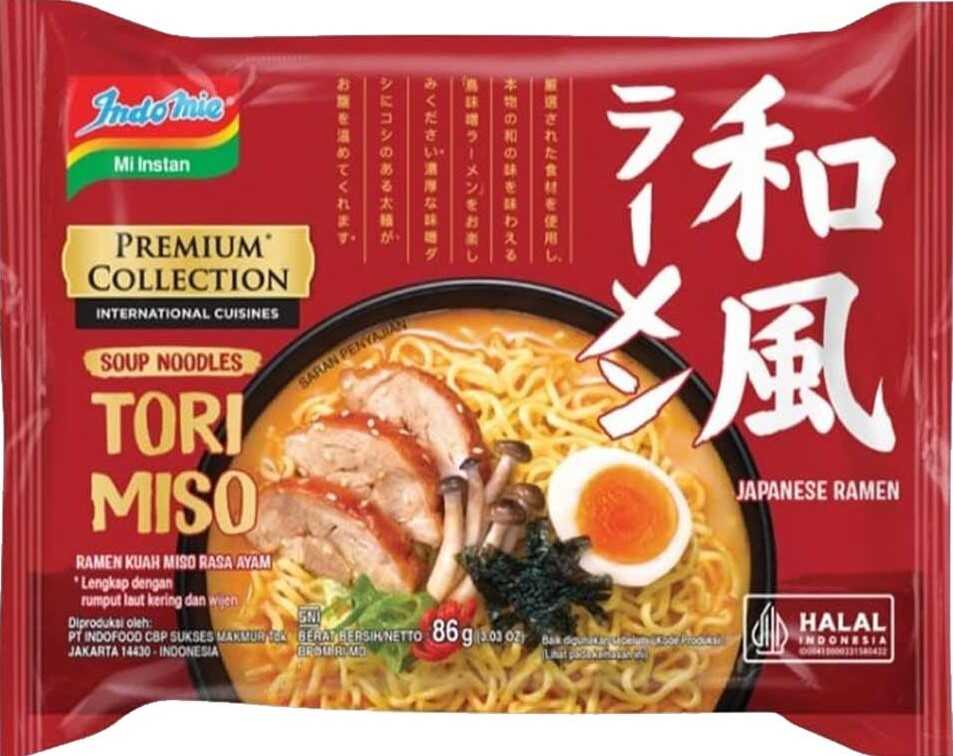 Indomie
Mi Instan
PREMIUM*
COLLECTION
INTERNATIONAL CUISINES
SOUP NOODLES
TORI
MISO
RAMEN KUAH MISO RASA AYAM
* Lengkap dengan
rumput laut kering dan wijen
Diproduksi oleh:
PT INDOFOOD CBP SUKSES MAKMUR Tbk
JAKARTA 14430 - INDONESIA
厳選された食材を使用し、
本物の和の味を味わえる
「鳥味噌ラーメン」をお楽し
みください。濃厚な味噌ダ
シにコシのある太麺が、
お腹を温めてくれます。
和風
ラーメン
JAPANESE RAMEN
SARAN PENYAJIAN
SNI
BERAT BERSIH/NETTO : 86 g (3.03 OZ)
BPOM RI MD
Baik digunakan sebelum; Kode Produksi
(Lihat pada kemasan ini)
HALAL
INDONESIA